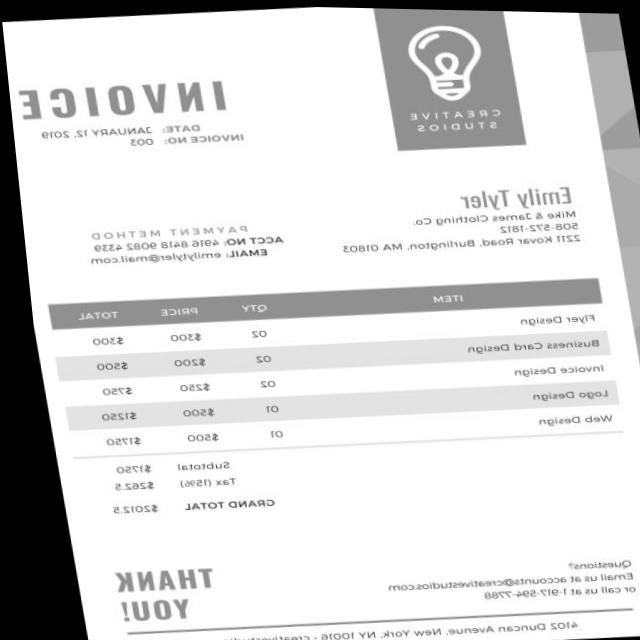 CREATIVE
STUDIOS
INVOICE
DATE: JANUARY 12, 2019
INVOICE NO: 003
Emily Tyler
Mike & James Clothing Co.
508-572-1812
2211 Kovar Road, Burlington, MA 01803
PAYMENT METHOD
ACCT NO: 4916 8418 9082 4339
EMAIL: emilytyler@mail.com
ITEM QTY PRICE TOTAL
Flyer Design 02 $300 $300
Business Card Design 02 $200 $500
Invoice Design 02 $250 $750
Logo Design 01 $500 $1250
Web Design 01 $500 $1750
Subtotal $1750
Tax (15%) $262.5
GRAND TOTAL $2012.5
Questions?
Email us at accounts@creativestudios.com
or call us at 1-917-594-7788
THANK
YOU!
4102 Duncan Avenue, New York, NY 10016